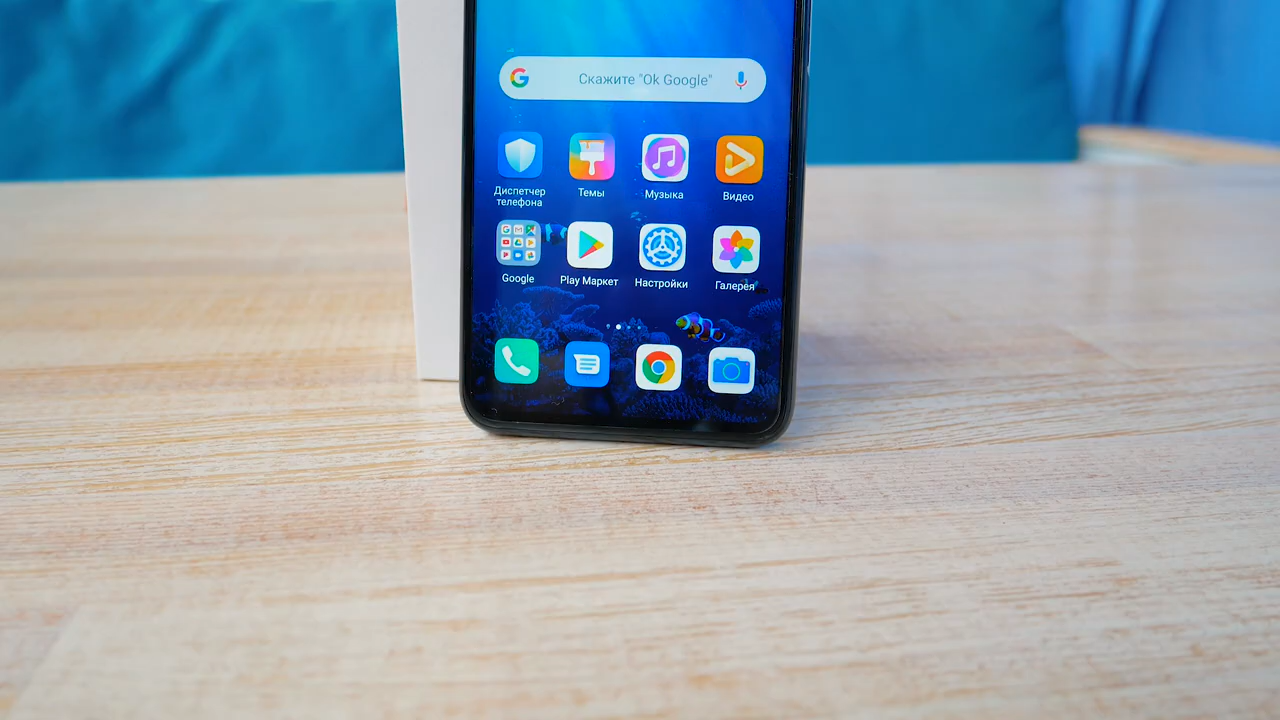 Скажите "Ok Google"
Диспетчер
телефона
Темы
Музыка
Видео
Google
Play Маркет
Настройки
Галерея